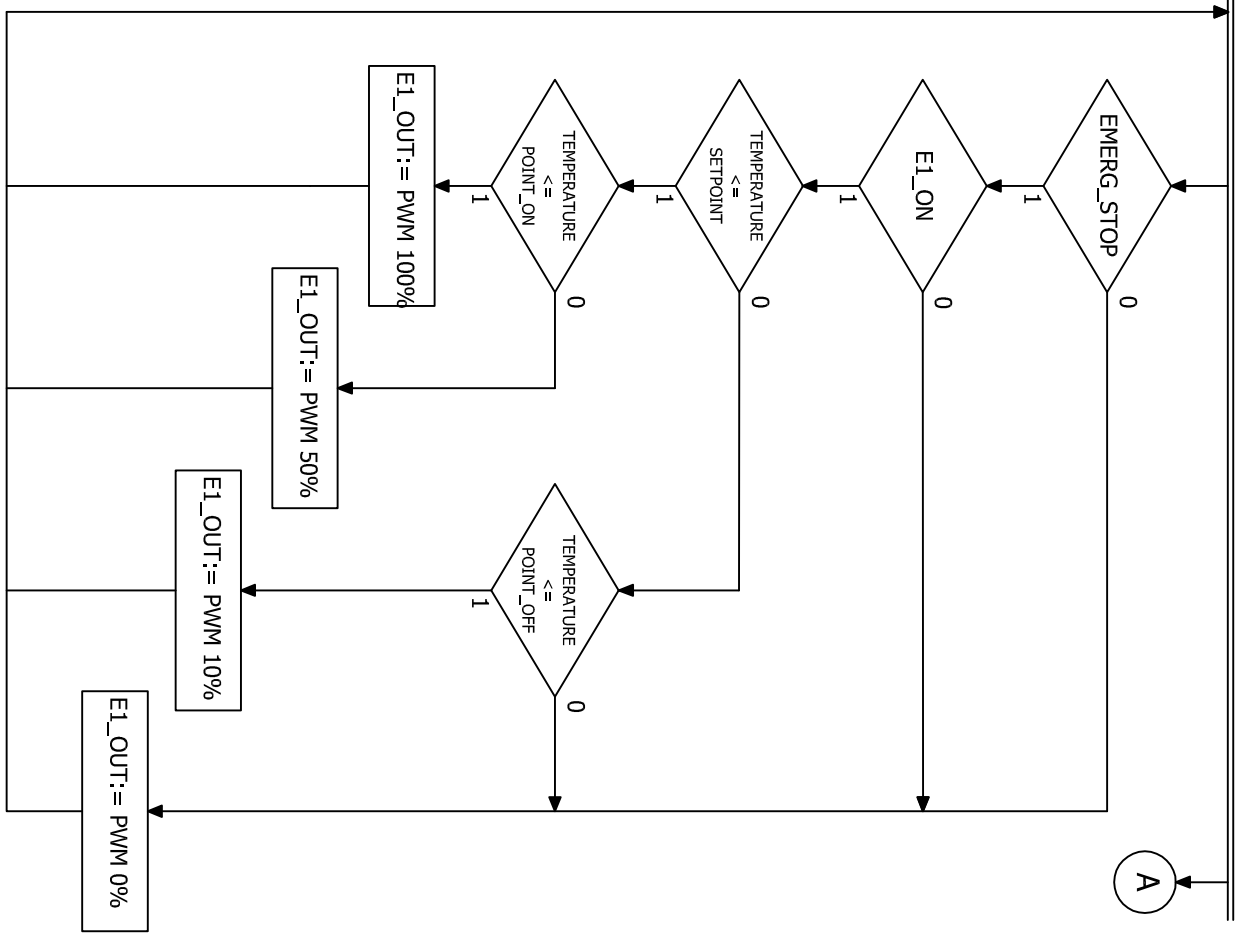 EMERG_STOP
0
1
E1_ON
0
1
TEMPERATURE
<=
SETPOINT
0
1
TEMPERATURE
<=
POINT_ON
0
1
TEMPERATURE
<=
POINT_OFF
0
1
E1_OUT:= PWM 100%
E1_OUT:= PWM 50%
E1_OUT:= PWM 10%
E1_OUT:= PWM 0%
A